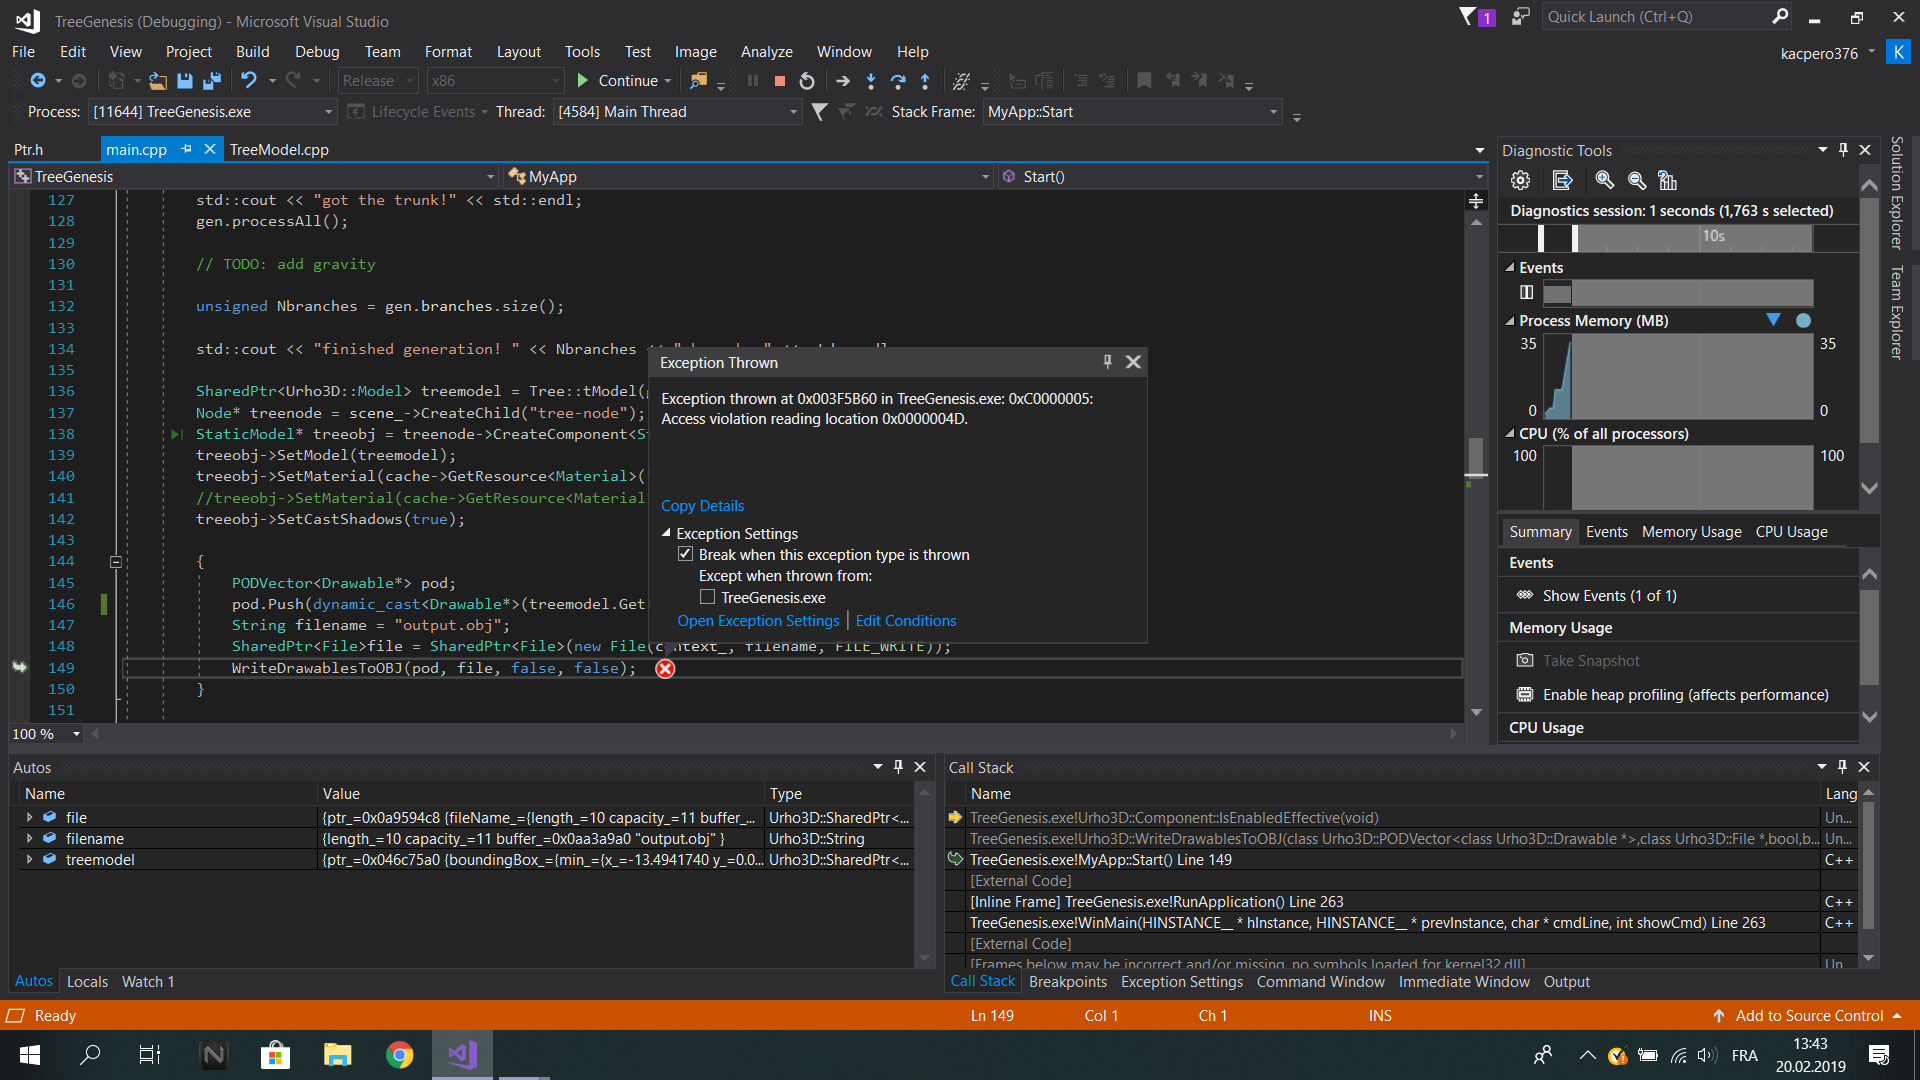 TreeGenesis (Debugging) - Microsoft Visual Studio
1
Quick Launch (Ctrl+Q)
File Edit View Project Build Debug Team Format Layout Tools Test Image Analyze Window Help
kacpero376
K
Release x86 Continue
Process: [11644] TreeGenesis.exe Lifecycle Events Thread: [4584] Main Thread Stack Frame: MyApp::Start
Ptr.h main.cpp TreeModel.cpp
TreeGenesis MyApp Start()
127 std::cout << "got the trunk!" << std::endl;
128 gen.processAll();
129
130 // TODO: add gravity
131
132 unsigned Nbranches = gen.branches.size();
133
134 std::cout << "finished generation! " << Nbranches <<
135
136 SharedPtr<Urho3D::Model> treemodel = Tree::tModel(
137 Node* treenode = scene_->CreateChild("tree-node");
138 StaticModel* treeobj = treenode->CreateComponent<St
139 treeobj->SetModel(treemodel);
140 treeobj->SetMaterial(cache->GetResource<Material>(
141 //treeobj->SetMaterial(cache->GetResource<Material
142 treeobj->SetCastShadows(true);
143
144 {
145 PODVector<Drawable*> pod;
146 pod.Push(dynamic_cast<Drawable*>(treemodel.Get
147 String filename = "output.obj";
148 SharedPtr<File>file = SharedPtr<File>(new File(context_, filename, FILE_WRITE));
149 WriteDrawablesToOBJ(pod, file, false, false);
150 }
151
100 %
Exception Thrown
Exception thrown at 0x003F5B60 in TreeGenesis.exe: 0xC0000005:
Access violation reading location 0x0000004D.
Copy Details
Exception Settings
Break when this exception type is thrown
Except when thrown from:
TreeGenesis.exe
Open Exception Settings | Edit Conditions
Diagnostic Tools
Diagnostics session: 1 seconds (1,763 s selected)
10s
Events
Process Memory (MB)
35 35
0 0
CPU (% of all processors)
100 100
Summary Events Memory Usage CPU Usage
Events
Show Events (1 of 1)
Memory Usage
Take Snapshot
Enable heap profiling (affects performance)
CPU Usage
Solution Explorer
Team Explorer
Autos
Name Value Type
file {ptr_=0x0a9594c8 {fileName_={length_=10 capacity_=11 buffer_... Urho3D::SharedPtr<...
filename {length_=10 capacity_=11 buffer_=0x0aa3a9a0 "output.obj" } Urho3D::String
treemodel {ptr_=0x046c75a0 {boundingBox_={min_={x_=-13.4941740 y_=0.0... Urho3D::SharedPtr<...
Autos Locals Watch 1
Call Stack
Name Lang
TreeGenesis.exe!Urho3D::Component::IsEnabledEffective(void) Un...
TreeGenesis.exe!Urho3D::WriteDrawablesToOBJ(class Urho3D::PODVector<class Urho3D::Drawable *>,class Urho3D::File *,bool,b... Un...
TreeGenesis.exe!MyApp::Start() Line 149 C++
[External Code]
[Inline Frame] TreeGenesis.exe!RunApplication() Line 263 C++
TreeGenesis.exe!WinMain(HINSTANCE__ * hInstance, HINSTANCE__ * prevInstance, char * cmdLine, int showCmd) Line 263 C++
[External Code]
[Frames below may be incorrect and/or missing, no symbols loaded for kernel32.dll] Un...
Call Stack Breakpoints Exception Settings Command Window Immediate Window Output
Ready Ln 149 Col 1 Ch 1 INS Add to Source Control
FRA
13:43
20.02.2019